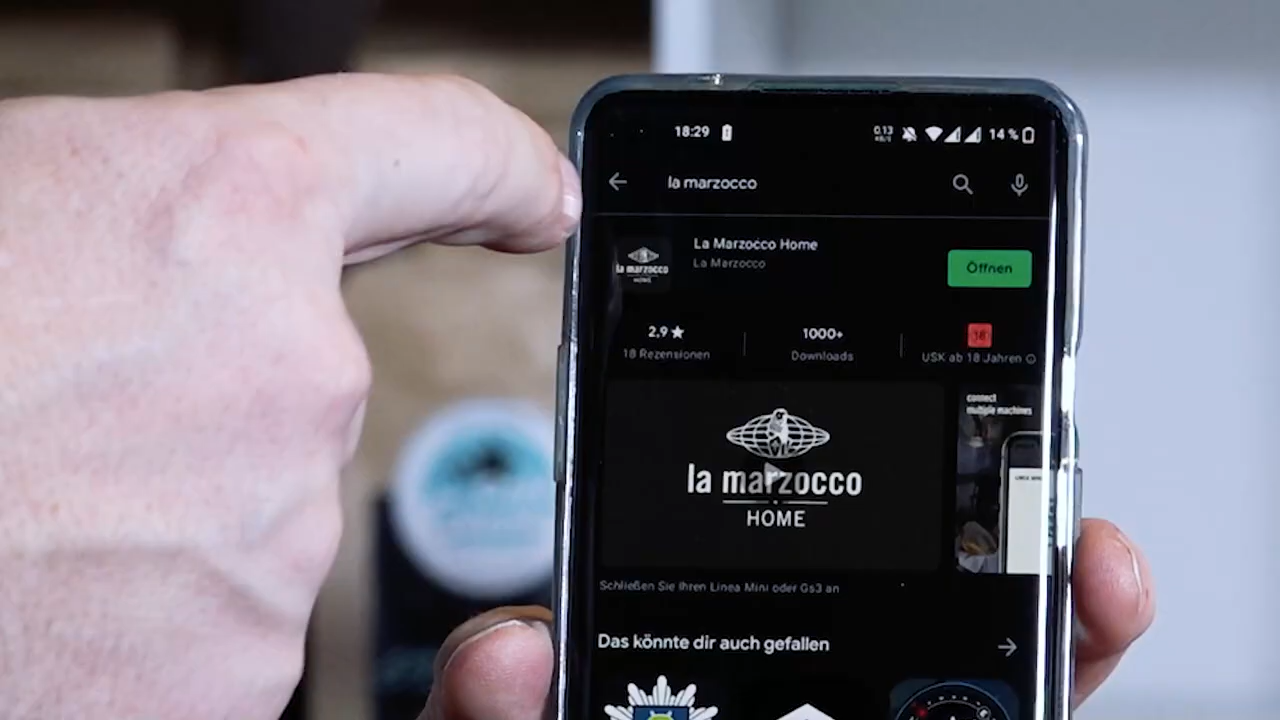 18:29
0.13
14 %
la marzocco
La Marzocco Home
La Marzocco
la marzocco
HOME
Öffnen
2,9★
18 Rezensionen
1000+
Downloads
18
USK ab 18 Jahren
connect
multiple machines
la marzocco
HOME
Schließen Sie Ihren Linea Mini oder Gs3 an
Das könnte dir auch gefallen